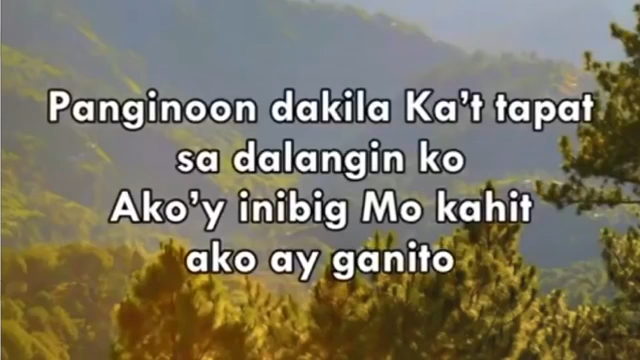 Panginoon dakila Ka't tapat
sa dalangin ko
Ako'y inibig Mo kahit
ako ay ganito